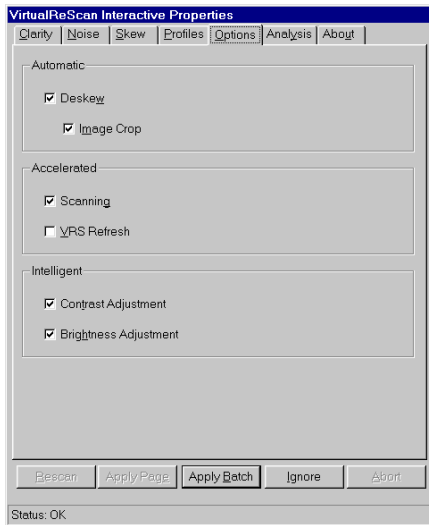 VirtualReScan Interactive Properties
Clarity Noise Skew Profiles Options Analysis About
Automatic
Deskew
Image Crop
Accelerated
Scanning
VRS Refresh
Intelligent
Contrast Adjustment
Brightness Adjustment
Rescan Apply Page Apply Batch Ignore Abort
Status: OK